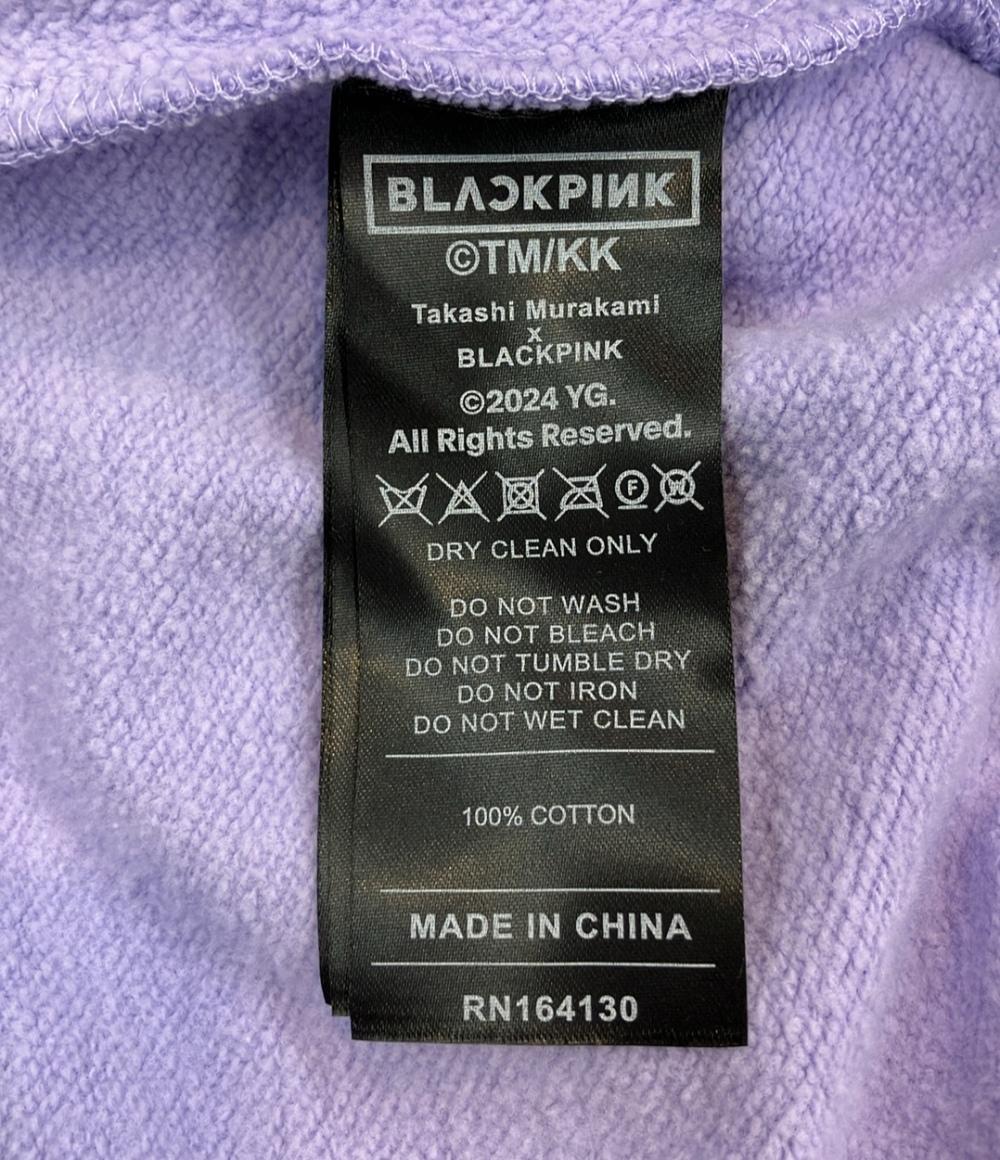 BLACKPINK
©TM/KK
Takashi Murakami
x
BLACKPINK
©2024 YG.
All Rights Reserved.
F W
DRY CLEAN ONLY
DO NOT WASH
DO NOT BLEACH
DO NOT TUMBLE DRY
DO NOT IRON
DO NOT WET CLEAN
100% COTTON
MADE IN CHINA
RN164130